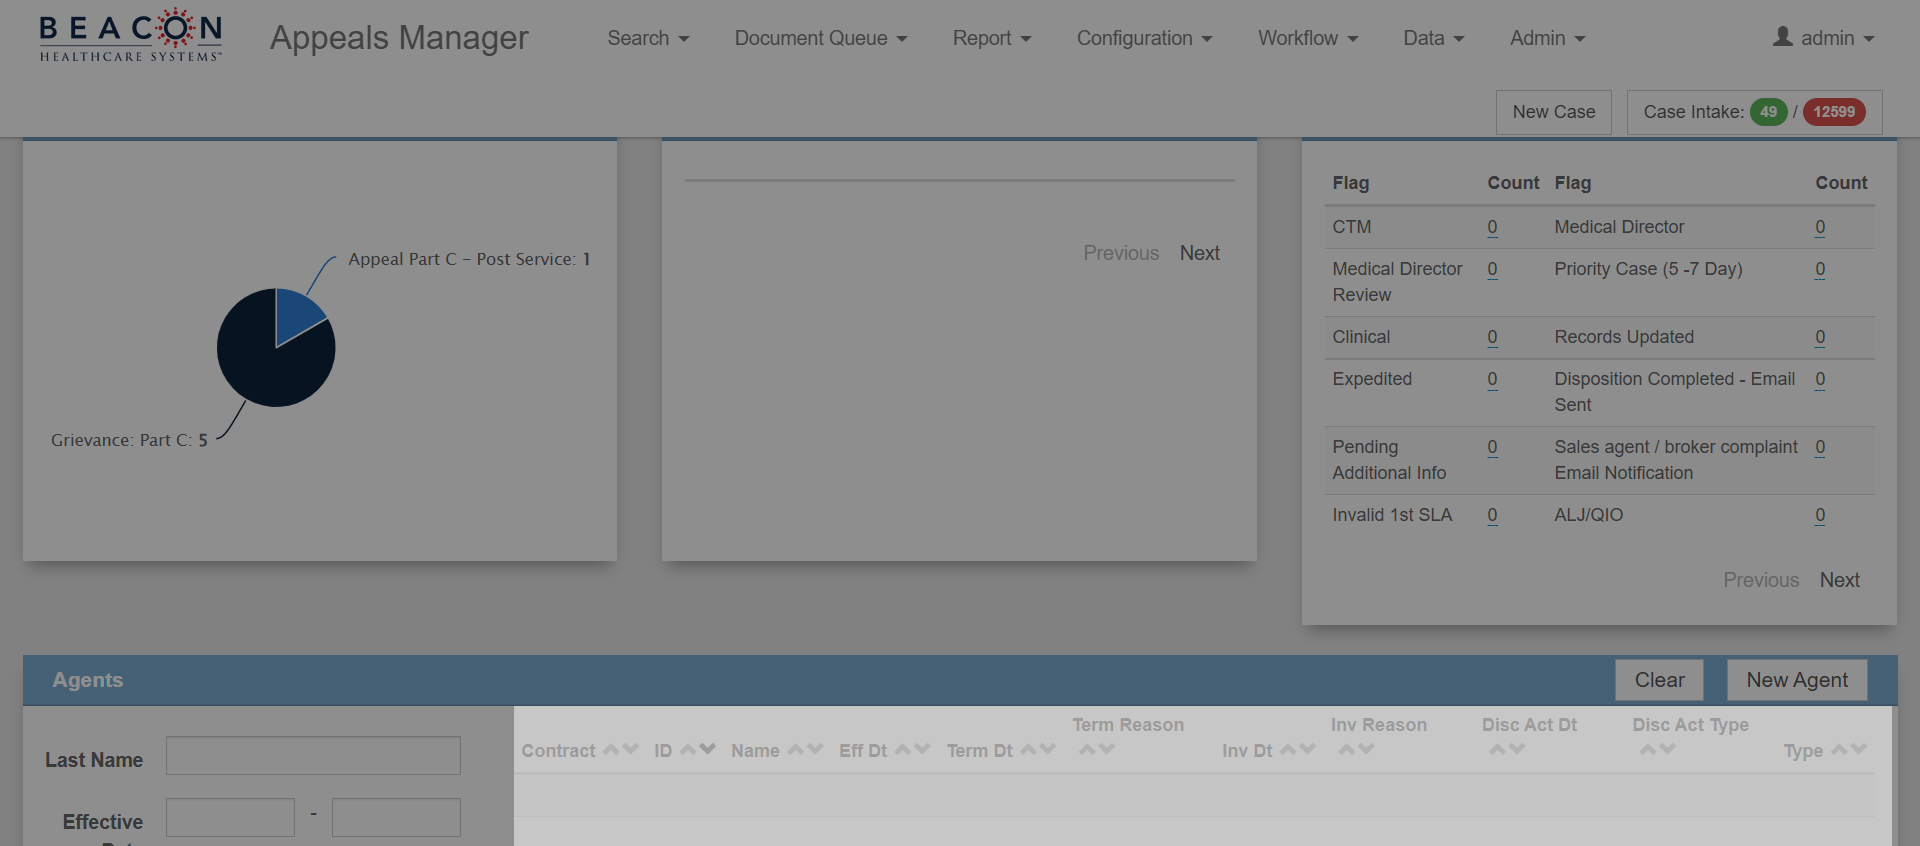 BEACON
HEALTHCARE SYSTEMS™
Appeals Manager
Search
Document Queue
Report
Configuration
Workflow
Data
Admin
admin
New Case
Case Intake: 49 / 12599
Appeal Part C - Post Service: 1
Grievance: Part C: 5
Previous Next
Flag Count Flag Count
CTM 0 Medical Director 0
Medical Director 0 Priority Case (5 -7 Day) 0
Review
Clinical 0 Records Updated 0
Expedited 0 Disposition Completed - Email 0
Sent
Pending 0 Sales agent / broker complaint 0
Additional Info Email Notification
Invalid 1st SLA 0 ALJ/QIO 0
Previous Next
Agents
Clear
New Agent
Last Name
Effective
-
Contract ID Name Eff Dt Term Dt Term Reason Inv Dt Inv Reason Disc Act Dt Disc Act Type Type